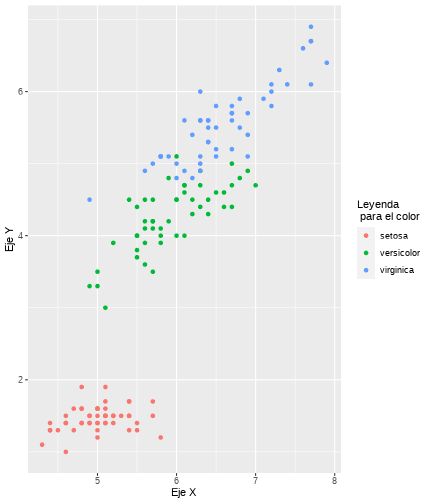 Eje Y
6
4
2
5
6
7
8
Eje X
Leyenda
para el color
setosa
versicolor
virginica